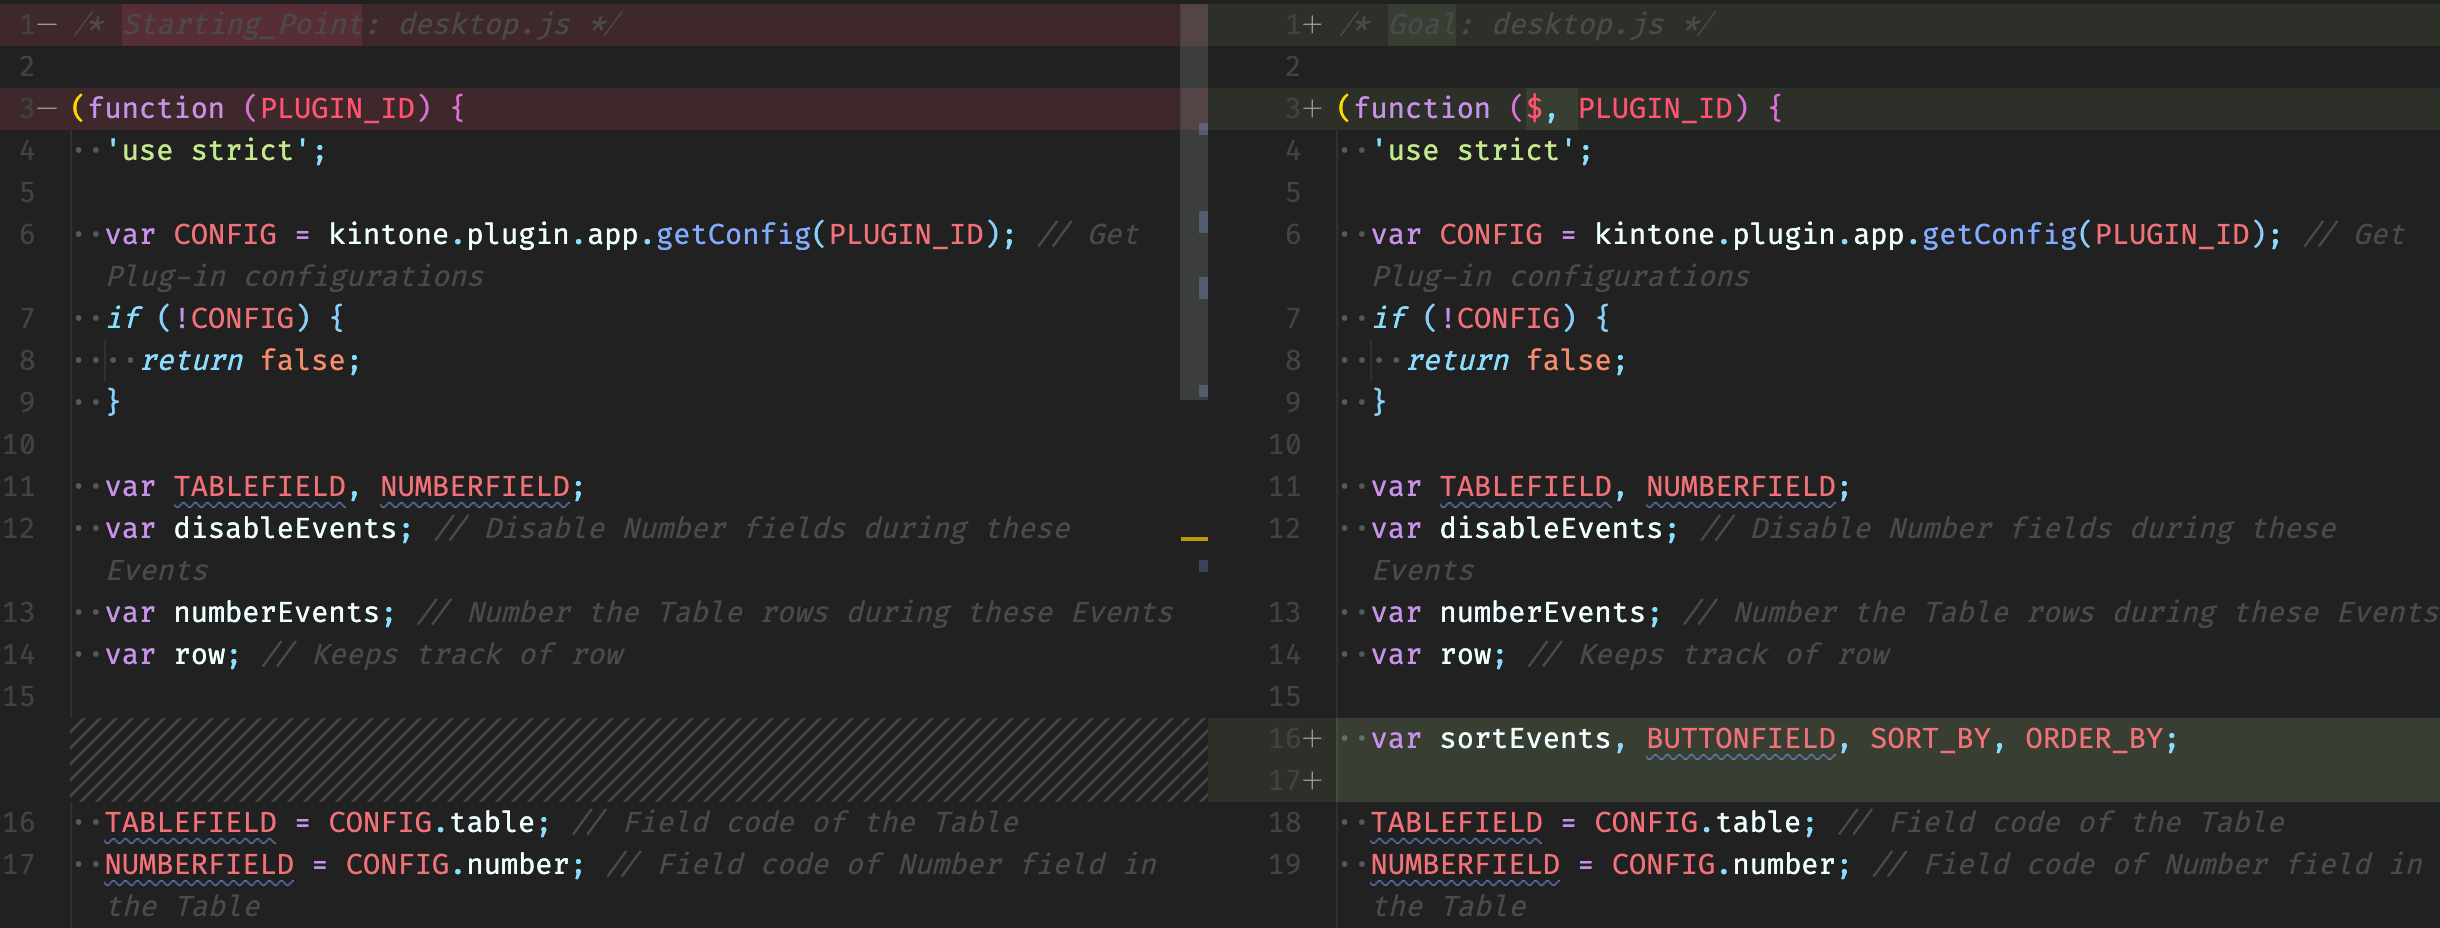 1− /* Starting_Point: desktop.js */
2
3− (function (PLUGIN_ID) {
4 ··'use strict';
5
6 ··var CONFIG = kintone.plugin.app.getConfig(PLUGIN_ID); // Get
Plug-in configurations
7 ··if (!CONFIG) {
8 ····return false;
9 ··}
10
11 ··var TABLEFIELD, NUMBERFIELD;
12 ··var disableEvents; // Disable Number fields during these
Events
13 ··var numberEvents; // Number the Table rows during these Events
14 ··var row; // Keeps track of row
15
16 ··TABLEFIELD = CONFIG.table; // Field code of the Table
17 ··NUMBERFIELD = CONFIG.number; // Field code of Number field in
the Table
1+ /* Goal: desktop.js */
2
3+ (function ($, PLUGIN_ID) {
4 ··'use strict';
5
6 ··var CONFIG = kintone.plugin.app.getConfig(PLUGIN_ID); // Get
Plug-in configurations
7 ··if (!CONFIG) {
8 ····return false;
9 ··}
10
11 ··var TABLEFIELD, NUMBERFIELD;
12 ··var disableEvents; // Disable Number fields during these
Events
13 ··var numberEvents; // Number the Table rows during these Events
14 ··var row; // Keeps track of row
15
16+ ··var sortEvents, BUTTONFIELD, SORT_BY, ORDER_BY;
17+
18 ··TABLEFIELD = CONFIG.table; // Field code of the Table
19 ··NUMBERFIELD = CONFIG.number; // Field code of Number field in
the Table